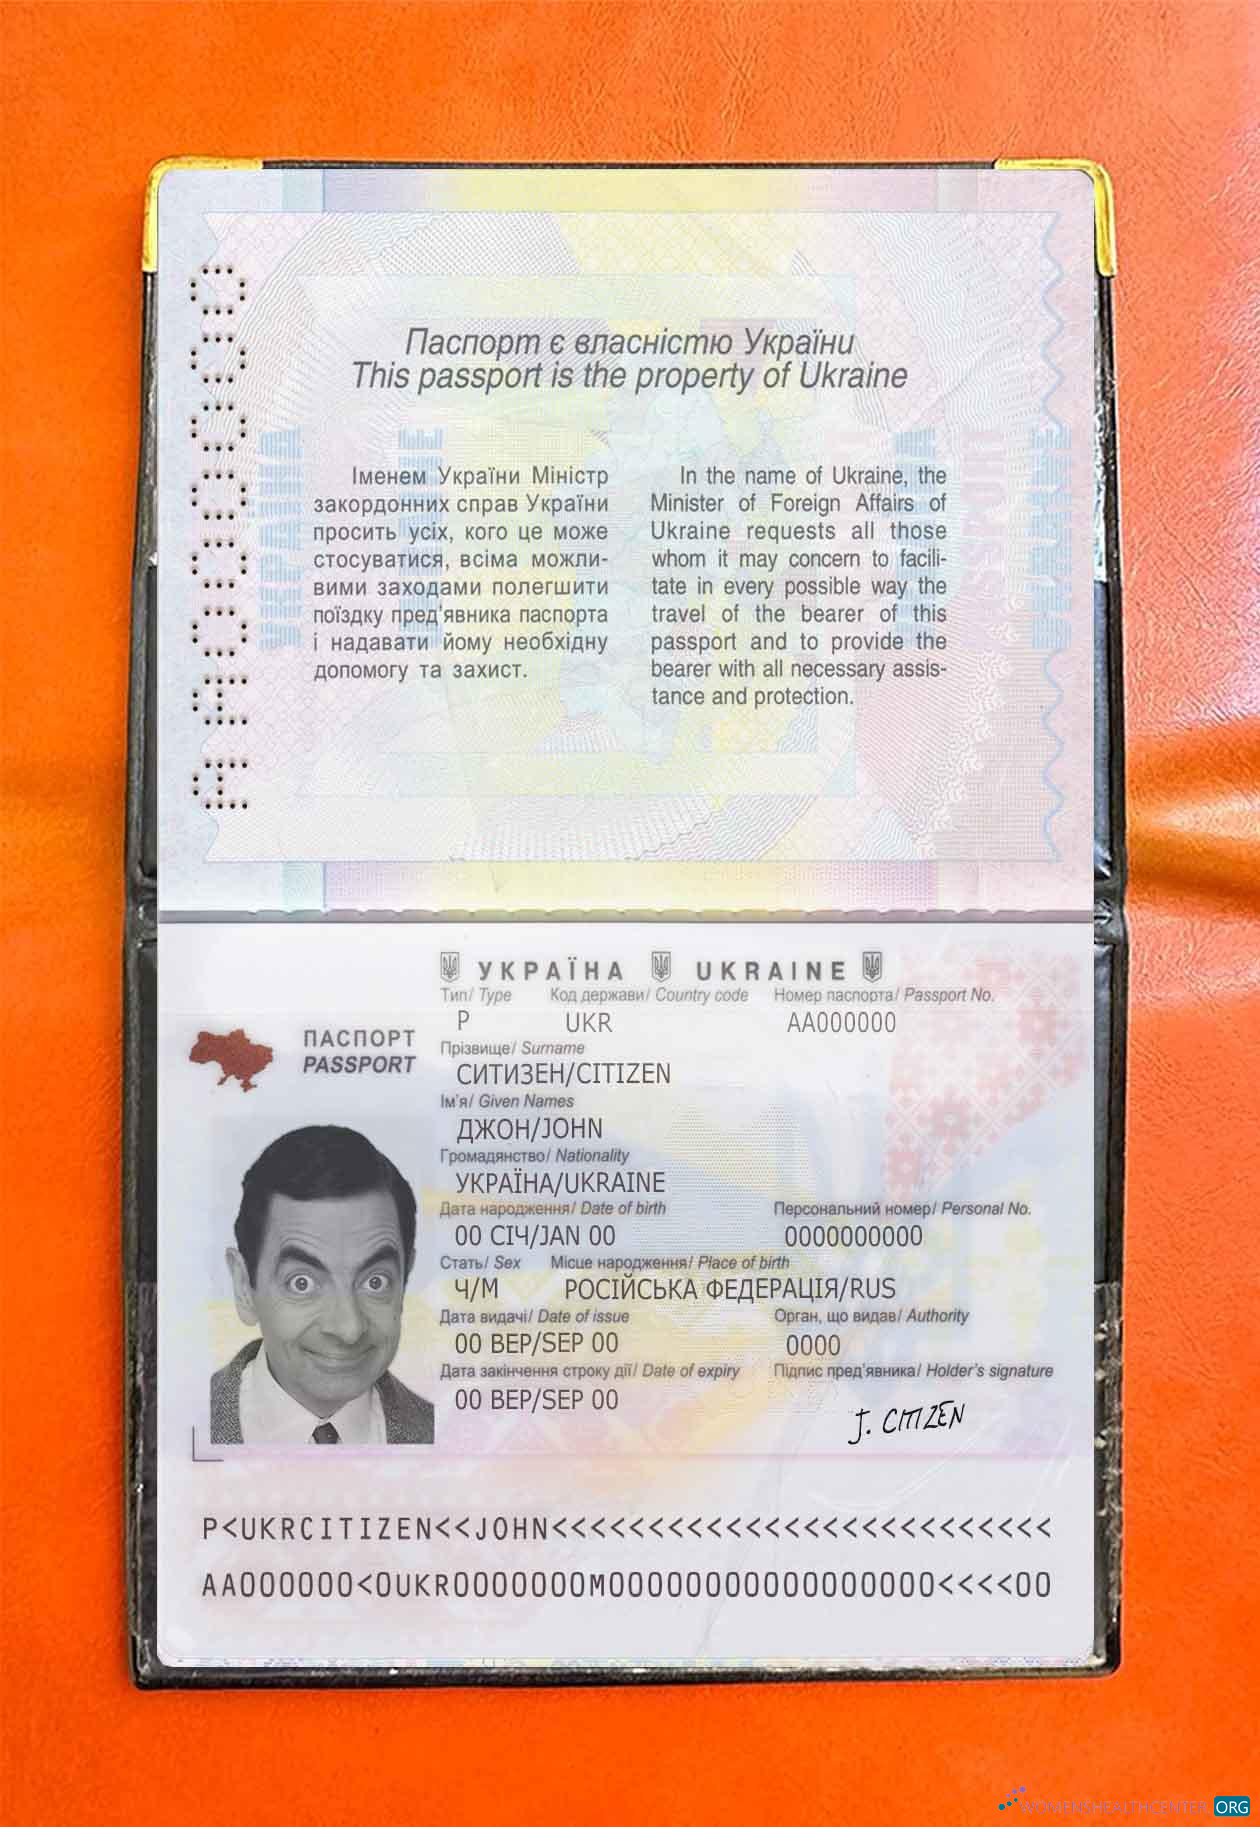 Паспорт є власністю України
This passport is the property of Ukraine
Іменем України Міністр
закордонних справ України
просить усіх, кого це може
стосуватися, всіма можли-
вими заходами полегшити
поїздку пред'явника паспорта
і надавати йому необхідну
допомогу та захист.
In the name of Ukraine, the
Minister of Foreign Affairs of
Ukraine requests all those
whom it may concern to facili-
tate in every possible way the
travel of the bearer of this
passport and to provide the
bearer with all necessary assis-
tance and protection.
УКРАЇНА
PASSPORT
UKRAINE
AA000000
УКРАЇНА UKRAINE
Тип/ Type Код держави/ Country code Номер паспорта/ Passport No.
P UKR AA000000
ПАСПОРТ
PASSPORT
Прізвище/ Surname
СИТИЗЕН/CITIZEN
Ім'я/ Given Names
ДЖОН/JOHN
Громадянство/ Nationality
УКРАЇНА/UKRAINE
Дата народження/ Date of birth Персональний номер/ Personal No.
00 СІЧ/JAN 00 0000000000
Стать/ Sex Місце народження/ Place of birth
Ч/М РОСІЙСЬКА ФЕДЕРАЦІЯ/RUS
Дата видачі/ Date of issue Орган, що видав/ Authority
00 ВЕР/SEP 00 0000
Дата закінчення строку дії/ Date of expiry Підпис пред'явника/ Holder's signature
00 ВЕР/SEP 00
J. CITIZEN
P<UKRCITIZEN<<JOHN<<<<<<<<<<<<<<<<<<<<<<<<<<
AA000000<0UKR0000000M00000000000000000<<<<00
WOMENSHEALTHCENTER.ORG